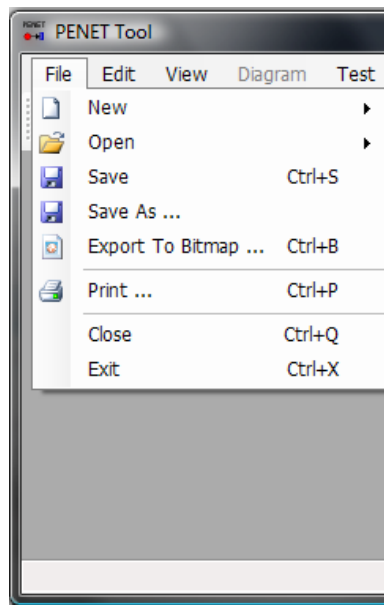 PENET
PENET Tool
File Edit View Diagram Test
New
Open
Save Ctrl+S
Save As ...
Export To Bitmap ... Ctrl+B
Print ... Ctrl+P
Close Ctrl+Q
Exit Ctrl+X